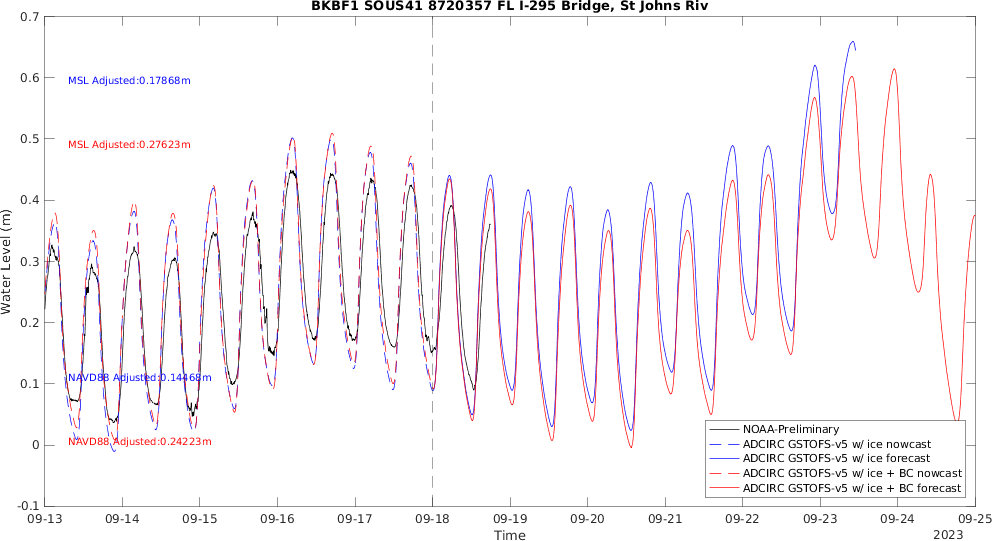 BKBF1 SOUS41 8720357 FL I-295 Bridge, St Johns Riv
0.7
0.6
0.5
0.4
0.3
0.2
0.1
0
-0.1
Water Level (m)
MSL Adjusted:0.17868m
MSL Adjusted:0.27623m
NAVD88 Adjusted:0.14468m
NAVD88 Adjusted:0.24223m
NOAA-Preliminary
ADCIRC GSTOFS-v5 w/ ice nowcast
ADCIRC GSTOFS-v5 w/ ice forecast
ADCIRC GSTOFS-v5 w/ ice + BC nowcast
ADCIRC GSTOFS-v5 w/ ice + BC forecast
09-13 09-14 09-15 09-16 09-17 09-18 09-19 09-20 09-21 09-22 09-23 09-24 09-25
Time
2023